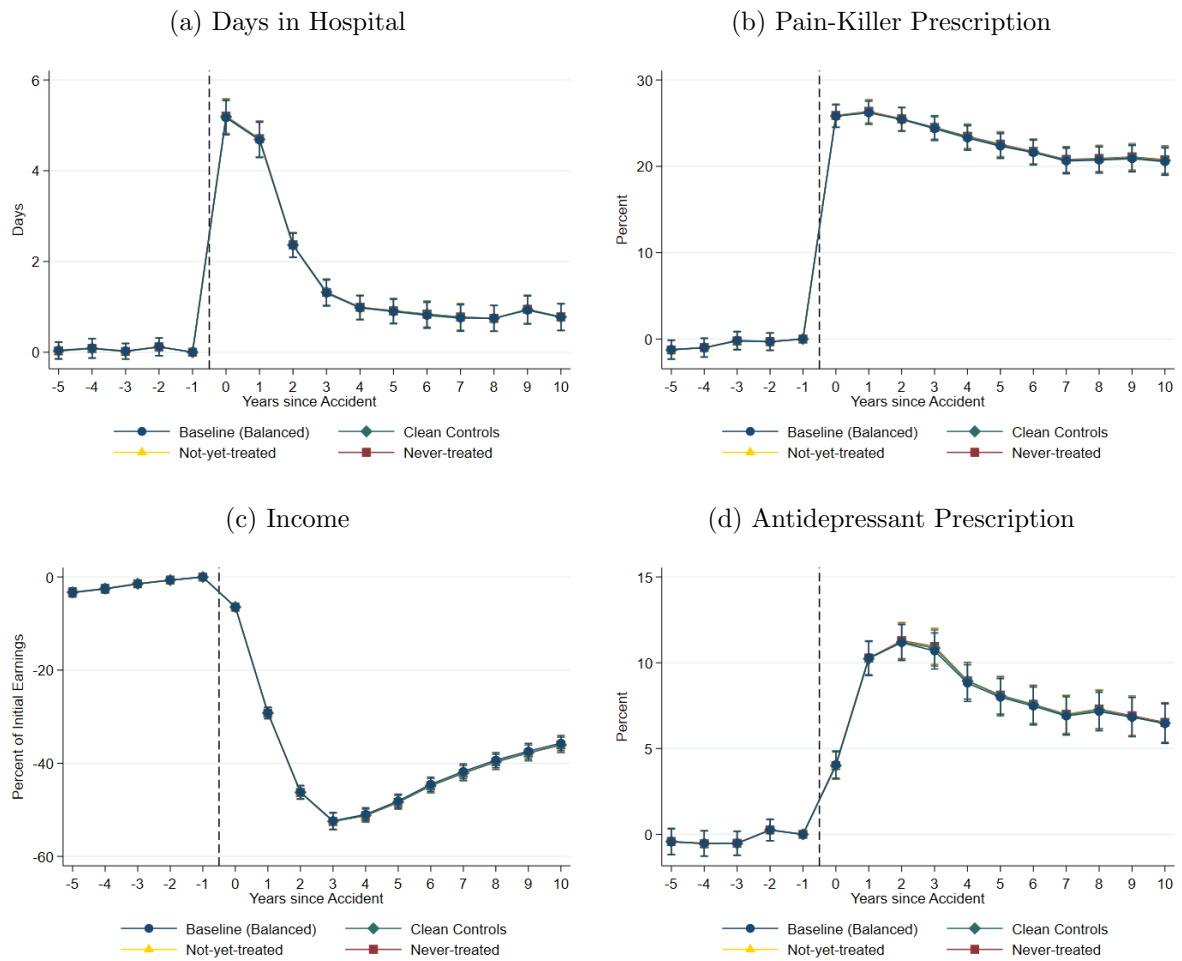 (a) Days in Hospital
(b) Pain-Killer Prescription
Days
6
4
2
0
-5 -4 -3 -2 -1 0 1 2 3 4 5 6 7 8 9 10
Years since Accident
Baseline (Balanced) Clean Controls
Not-yet-treated Never-treated
Percent
30
20
10
0
-5 -4 -3 -2 -1 0 1 2 3 4 5 6 7 8 9 10
Years since Accident
Baseline (Balanced) Clean Controls
Not-yet-treated Never-treated
(c) Income
(d) Antidepressant Prescription
Percent of Initial Earnings
0
-20
-40
-60
-5 -4 -3 -2 -1 0 1 2 3 4 5 6 7 8 9 10
Years since Accident
Baseline (Balanced) Clean Controls
Not-yet-treated Never-treated
Percent
15
10
5
0
-5 -4 -3 -2 -1 0 1 2 3 4 5 6 7 8 9 10
Years since Accident
Baseline (Balanced) Clean Controls
Not-yet-treated Never-treated